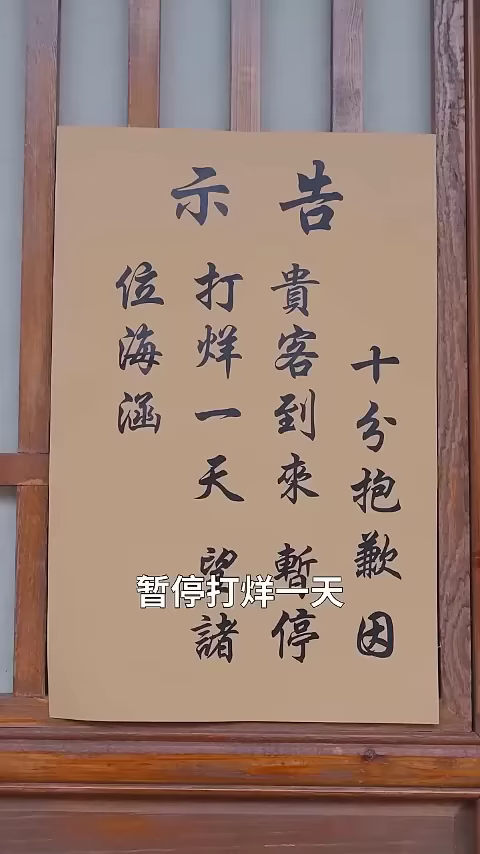 告示
十分抱歉因
貴客到來 暫停
打烊一天 望諸
位海涵
暂停打烊一天